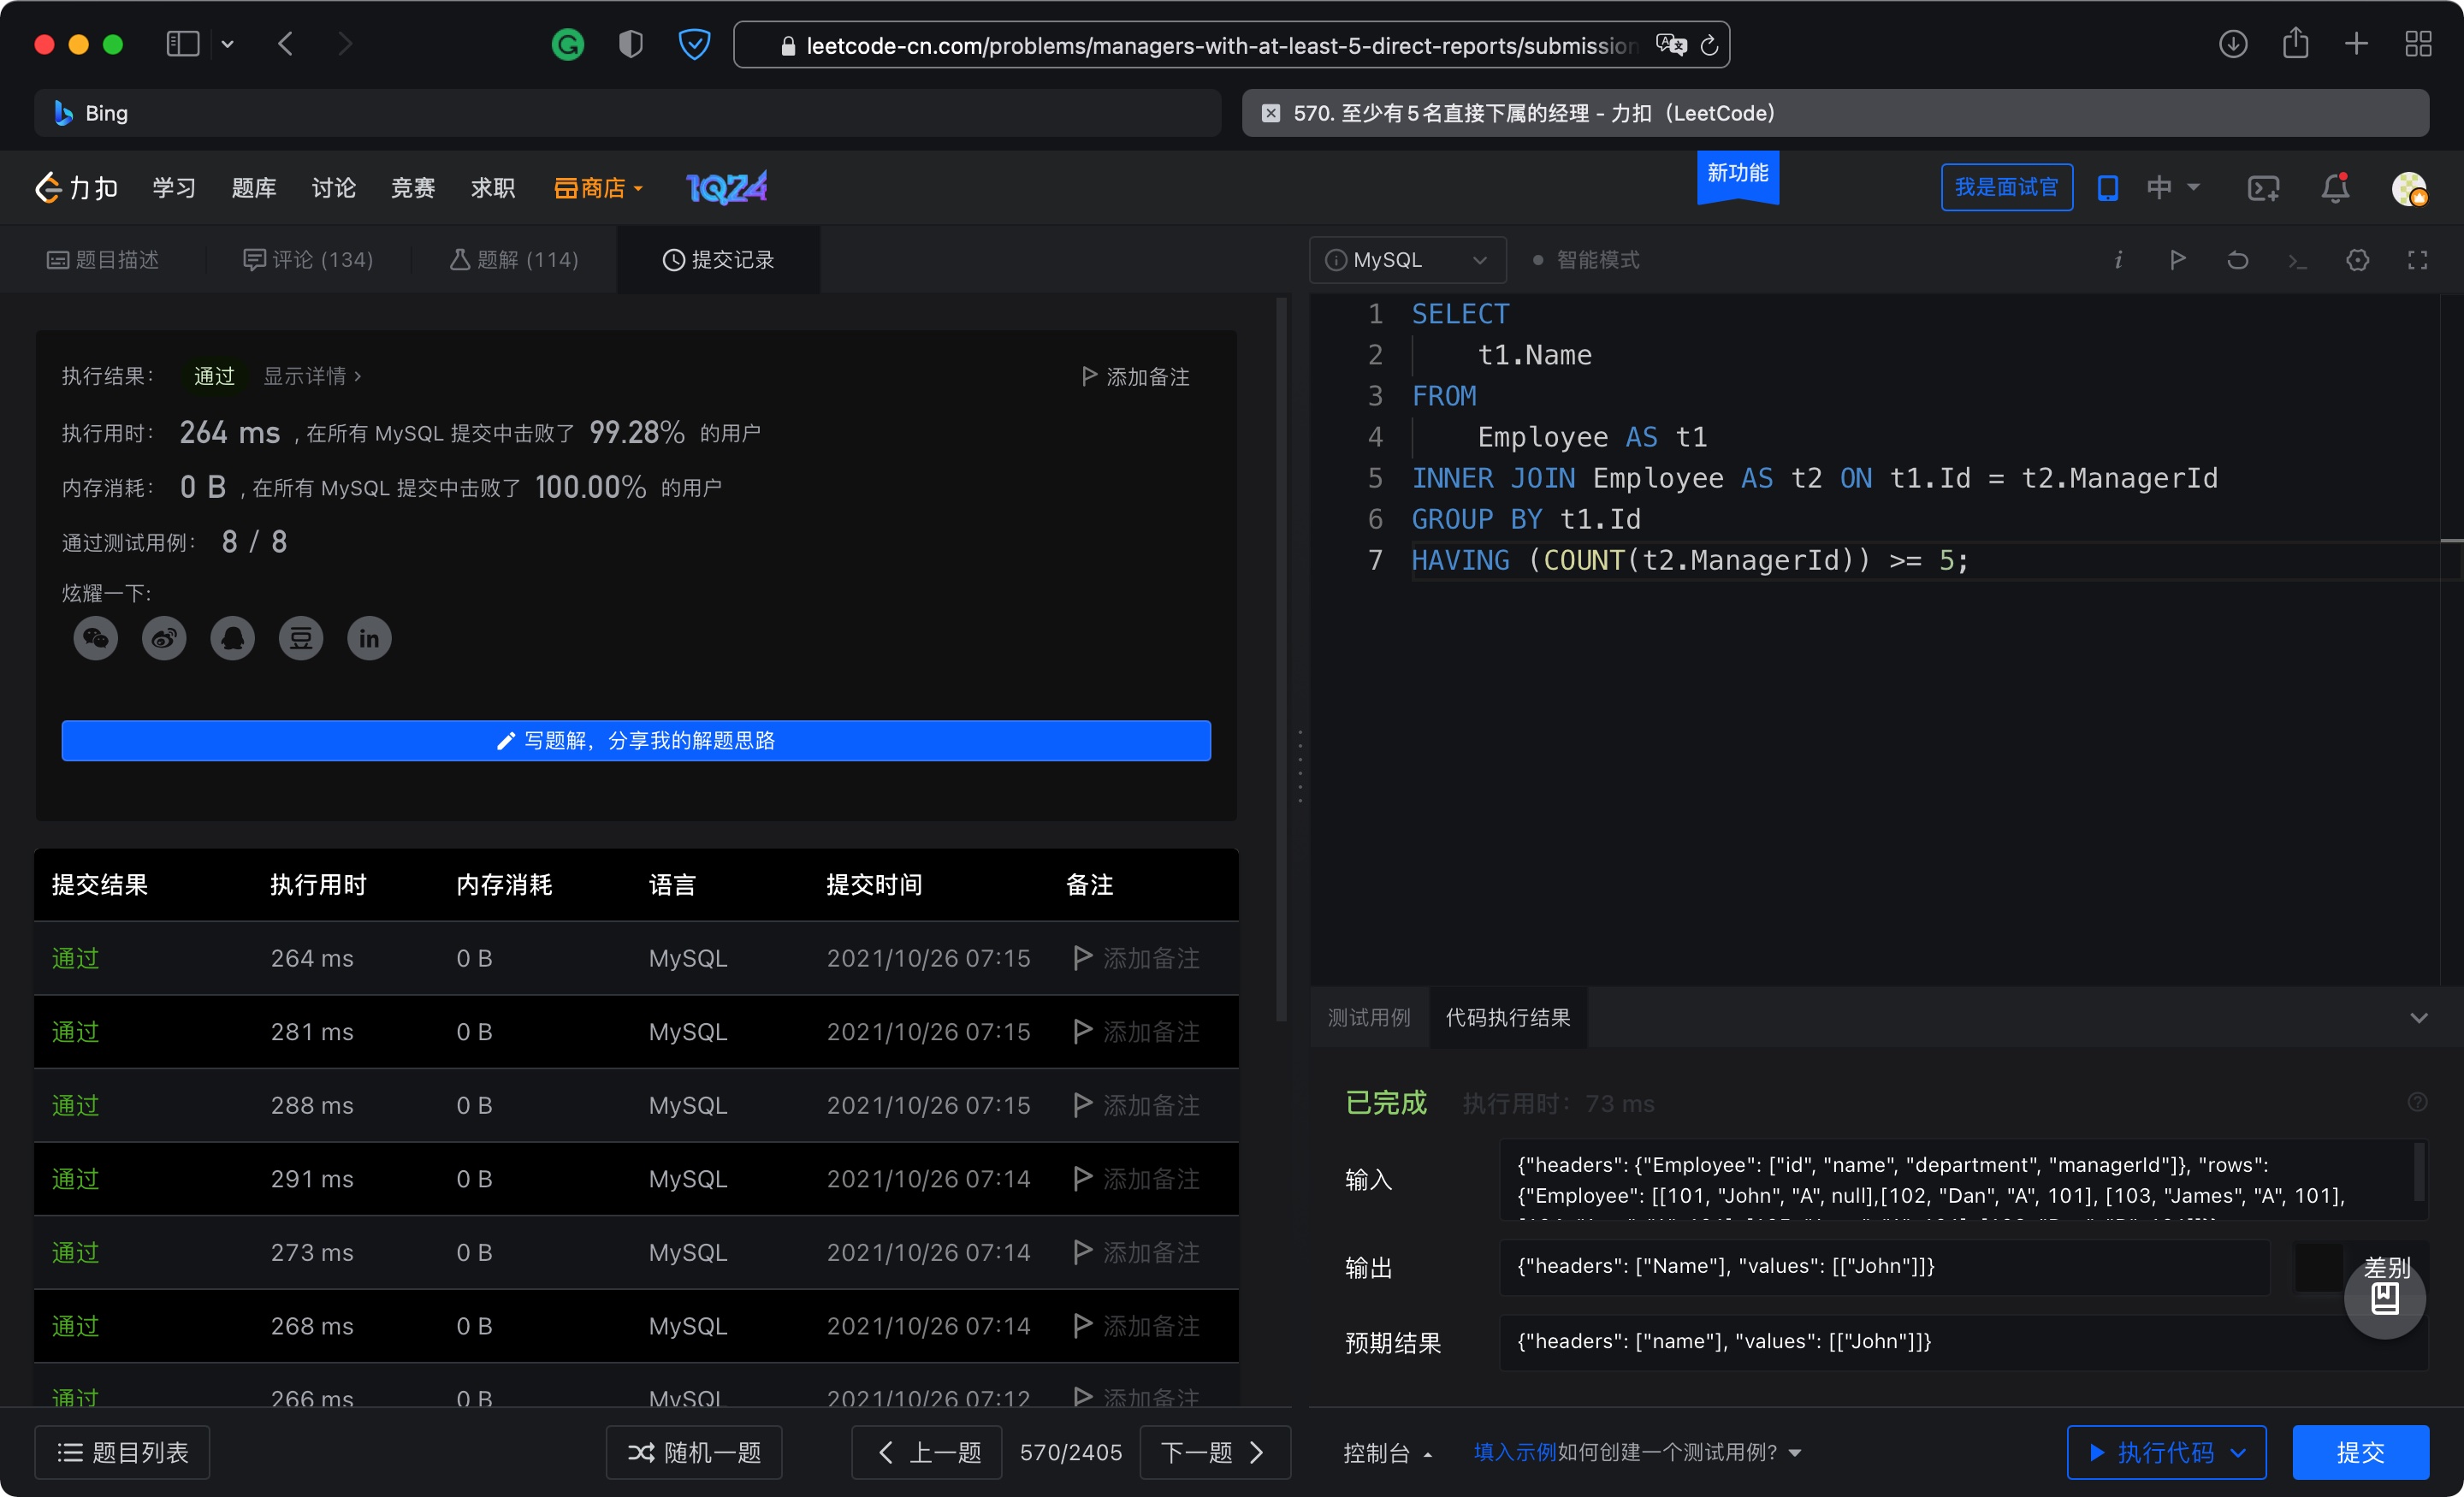 leetcode-cn.com/problems/managers-with-at-least-5-direct-reports/submission
Bing
570. 至少有5名直接下属的经理 - 力扣（LeetCode）
力扣 学习 题库 讨论 竞赛 求职 商店 1024 新功能 我是面试官 中
题目描述 评论 (134) 题解 (114) 提交记录
MySQL 智能模式
执行结果： 通过 显示详情 > 添加备注
执行用时： 264 ms , 在所有 MySQL 提交中击败了 99.28% 的用户
内存消耗： 0 B , 在所有 MySQL 提交中击败了 100.00% 的用户
通过测试用例： 8 / 8
炫耀一下:
写题解，分享我的解题思路
提交结果 执行用时 内存消耗 语言 提交时间 备注
通过 264 ms 0 B MySQL 2021/10/26 07:15 添加备注
通过 281 ms 0 B MySQL 2021/10/26 07:15 添加备注
通过 288 ms 0 B MySQL 2021/10/26 07:15 添加备注
通过 291 ms 0 B MySQL 2021/10/26 07:14 添加备注
通过 273 ms 0 B MySQL 2021/10/26 07:14 添加备注
通过 268 ms 0 B MySQL 2021/10/26 07:14 添加备注
通过 266 ms 0 B MySQL 2021/10/26 07:12 添加备注
题目列表 随机一题 上一题 570/2405 下一题
1 SELECT
2 t1.Name
3 FROM
4 Employee AS t1
5 INNER JOIN Employee AS t2 ON t1.Id = t2.ManagerId
6 GROUP BY t1.Id
7 HAVING (COUNT(t2.ManagerId)) >= 5;
测试用例 代码执行结果
已完成 执行用时：73 ms
输入
{"headers": {"Employee": ["id", "name", "department", "managerId"]}, "rows":
{"Employee": [[101, "John", "A", null],[102, "Dan", "A", 101], [103, "James", "A", 101],
输出 {"headers": ["Name"], "values": [["John"]]} 差别
预期结果 {"headers": ["name"], "values": [["John"]]}
控制台 填入示例 如何创建一个测试用例? 执行代码 提交